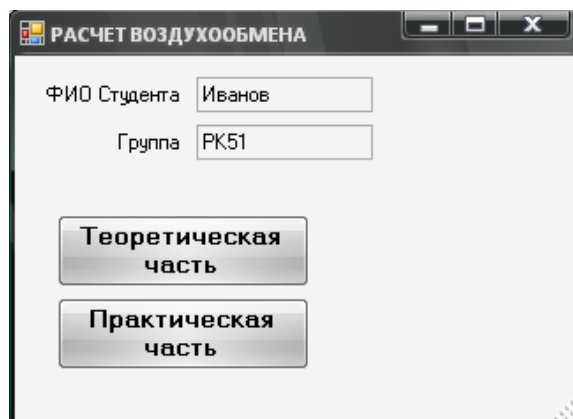 РАСЧЕТ ВОЗДУХООБМЕНА
ФИО Студента Иванов
Группа РК51
Теоретическая
часть
Практическая
часть